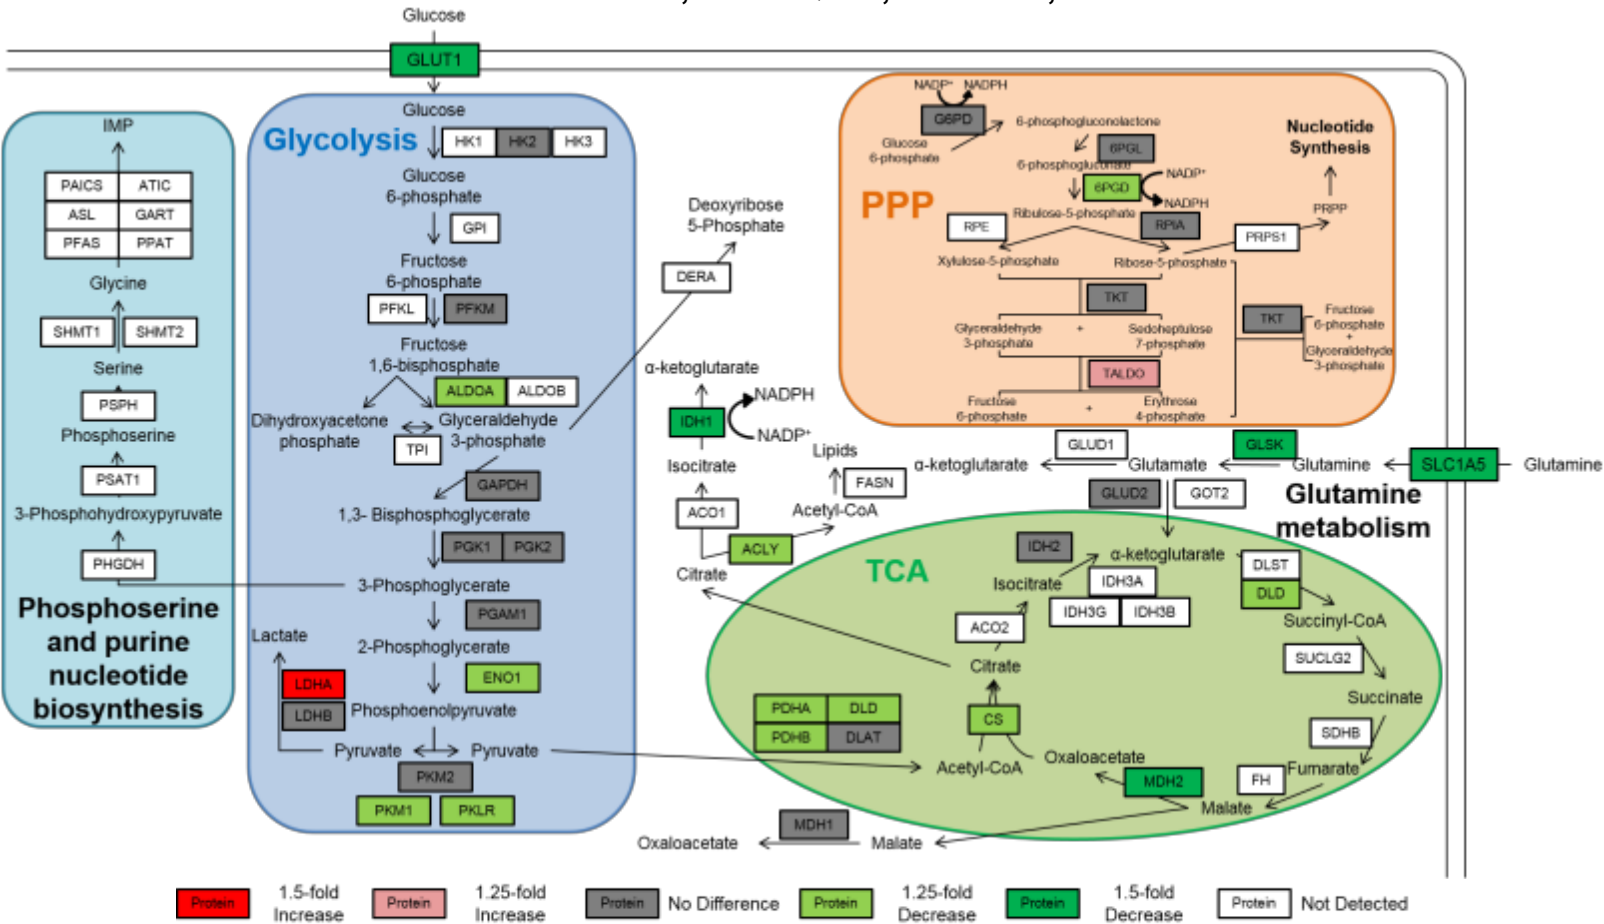 Glucose
GLUT1
IMP
PAICS
ATIC
ASL
GART
PFAS
PPAT
Glycine
SHMT1
SHMT2
Serine
PSPH
Phosphoserine
PSAT1
3-Phosphohydroxypyruvate
PHGDH
Phosphoserine
and purine
nucleotide
biosynthesis
Glycolysis
Glucose
HK1
HK2
HK3
Glucose
6-phosphate
GPI
Fructose
6-phosphate
PFKL
PFKM
Fructose
1,6-bisphosphate
ALDOA
ALDOB
Dihydroxyacetone
phosphate
Glyceraldehyde
3-phosphate
TPI
GAPDH
1,3- Bisphosphoglycerate
PGK1
PGK2
3-Phosphoglycerate
PGAM1
2-Phosphoglycerate
Lactate
ENO1
LDHA
LDHB
Phosphoenolpyruvate
Pyruvate
Pyruvate
PKM2
PKM1
PKLR
Deoxyribose
5-Phosphate
DERA
α-ketoglutarate
NADPH
IDH1
NADP⁺
Isocitrate
Lipids
FASN
ACO1
Acetyl-CoA
ACLY
Citrate
PPP
NADP⁺
NADPH
G6PD
Glucose
6-phosphate
6-phosphogluconolactone
6PGL
6-phosphogluconate
6PGD
NADP⁺
NADPH
Ribulose-5-phosphate
RPE
RPIA
PRPS1
PRPP
Nucleotide
Synthesis
Xylulose-5-phosphate
Ribose-5-phosphate
TKT
Glyceraldehyde
3-phosphate
+
Sedoheptulose
7-phosphate
TKT
Fructose
6-phosphate
+
Glyceraldehyde
3-phosphate
TALDO
Fructose
6-phosphate
+
Erythrose
4-phosphate
α-ketoglutarate
GLUD1
Glutamate
GLSK
Glutamine
SLC1A5
Glutamine
GLUD2
GOT2
Glutamine
metabolism
TCA
IDH2
α-ketoglutarate
Isocitrate
IDH3A
IDH3G
IDH3B
DLST
DLD
Succinyl-CoA
ACO2
SUCLG2
Citrate
Succinate
PDHA
DLD
PDHB
DLAT
CS
SDHB
Acetyl-CoA
Oxaloacetate
Fumarate
MDH2
FH
Malate
MDH1
Oxaloacetate
Malate
Protein
1.5-fold
Increase
Protein
1.25-fold
Increase
Protein
No Difference
Protein
1.25-fold
Decrease
Protein
1.5-fold
Decrease
Protein
Not Detected